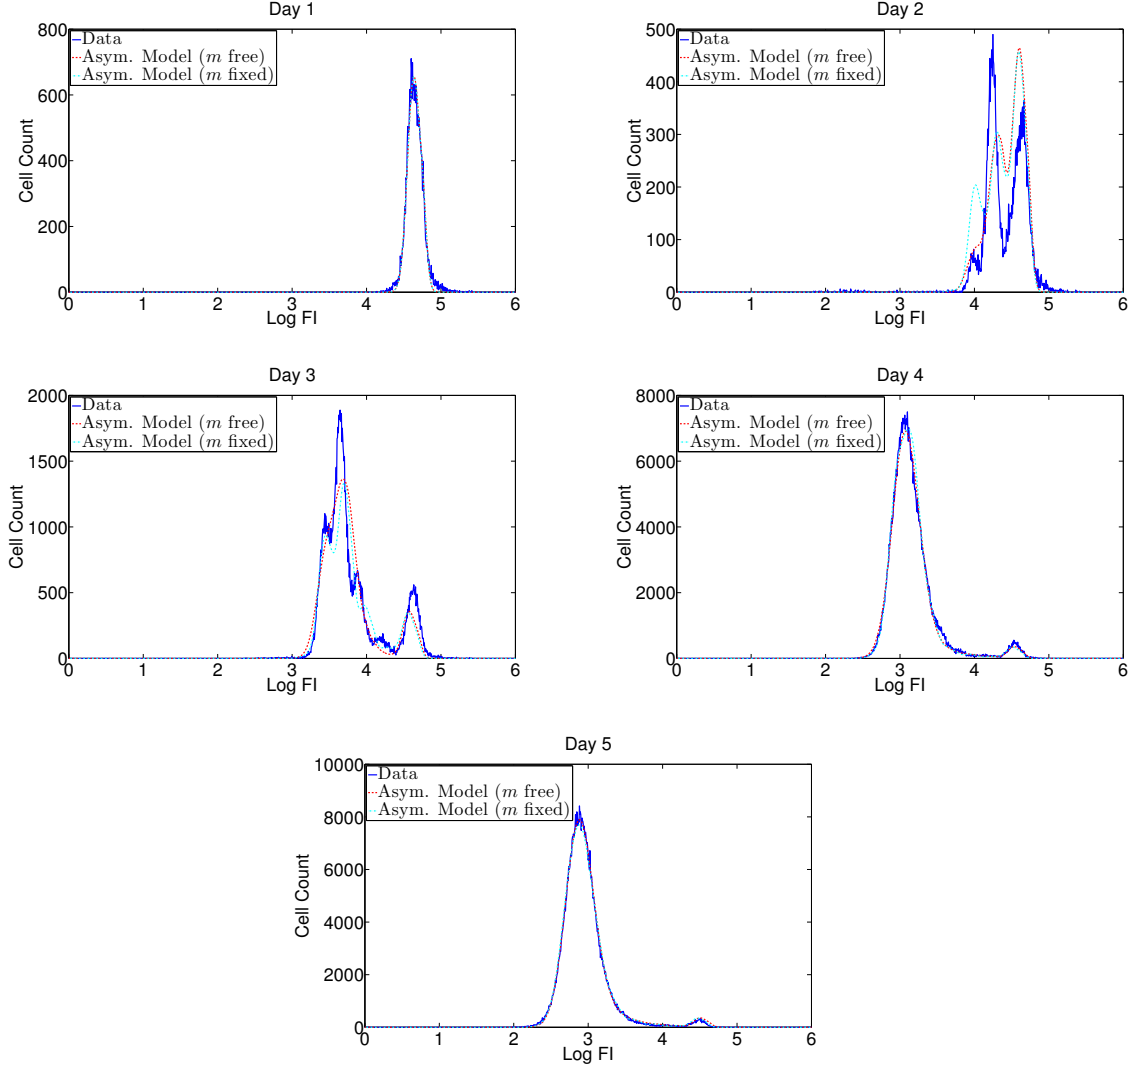 Day 1
800
600
400
200
0
Cell Count
Data
Asym. Model (m free)
Asym. Model (m fixed)
0 1 2 3 4 5 6
Log FI
Day 2
500
400
300
200
100
0
Cell Count
Data
Asym. Model (m free)
Asym. Model (m fixed)
0 1 2 3 4 5 6
Log FI
Day 3
2000
1500
1000
500
0
Cell Count
Data
Asym. Model (m free)
Asym. Model (m fixed)
0 1 2 3 4 5 6
Log FI
Day 4
8000
6000
4000
2000
0
Cell Count
Data
Asym. Model (m free)
Asym. Model (m fixed)
0 1 2 3 4 5 6
Log FI
Day 5
10000
8000
6000
4000
2000
0
Cell Count
Data
Asym. Model (m free)
Asym. Model (m fixed)
0 1 2 3 4 5 6
Log FI